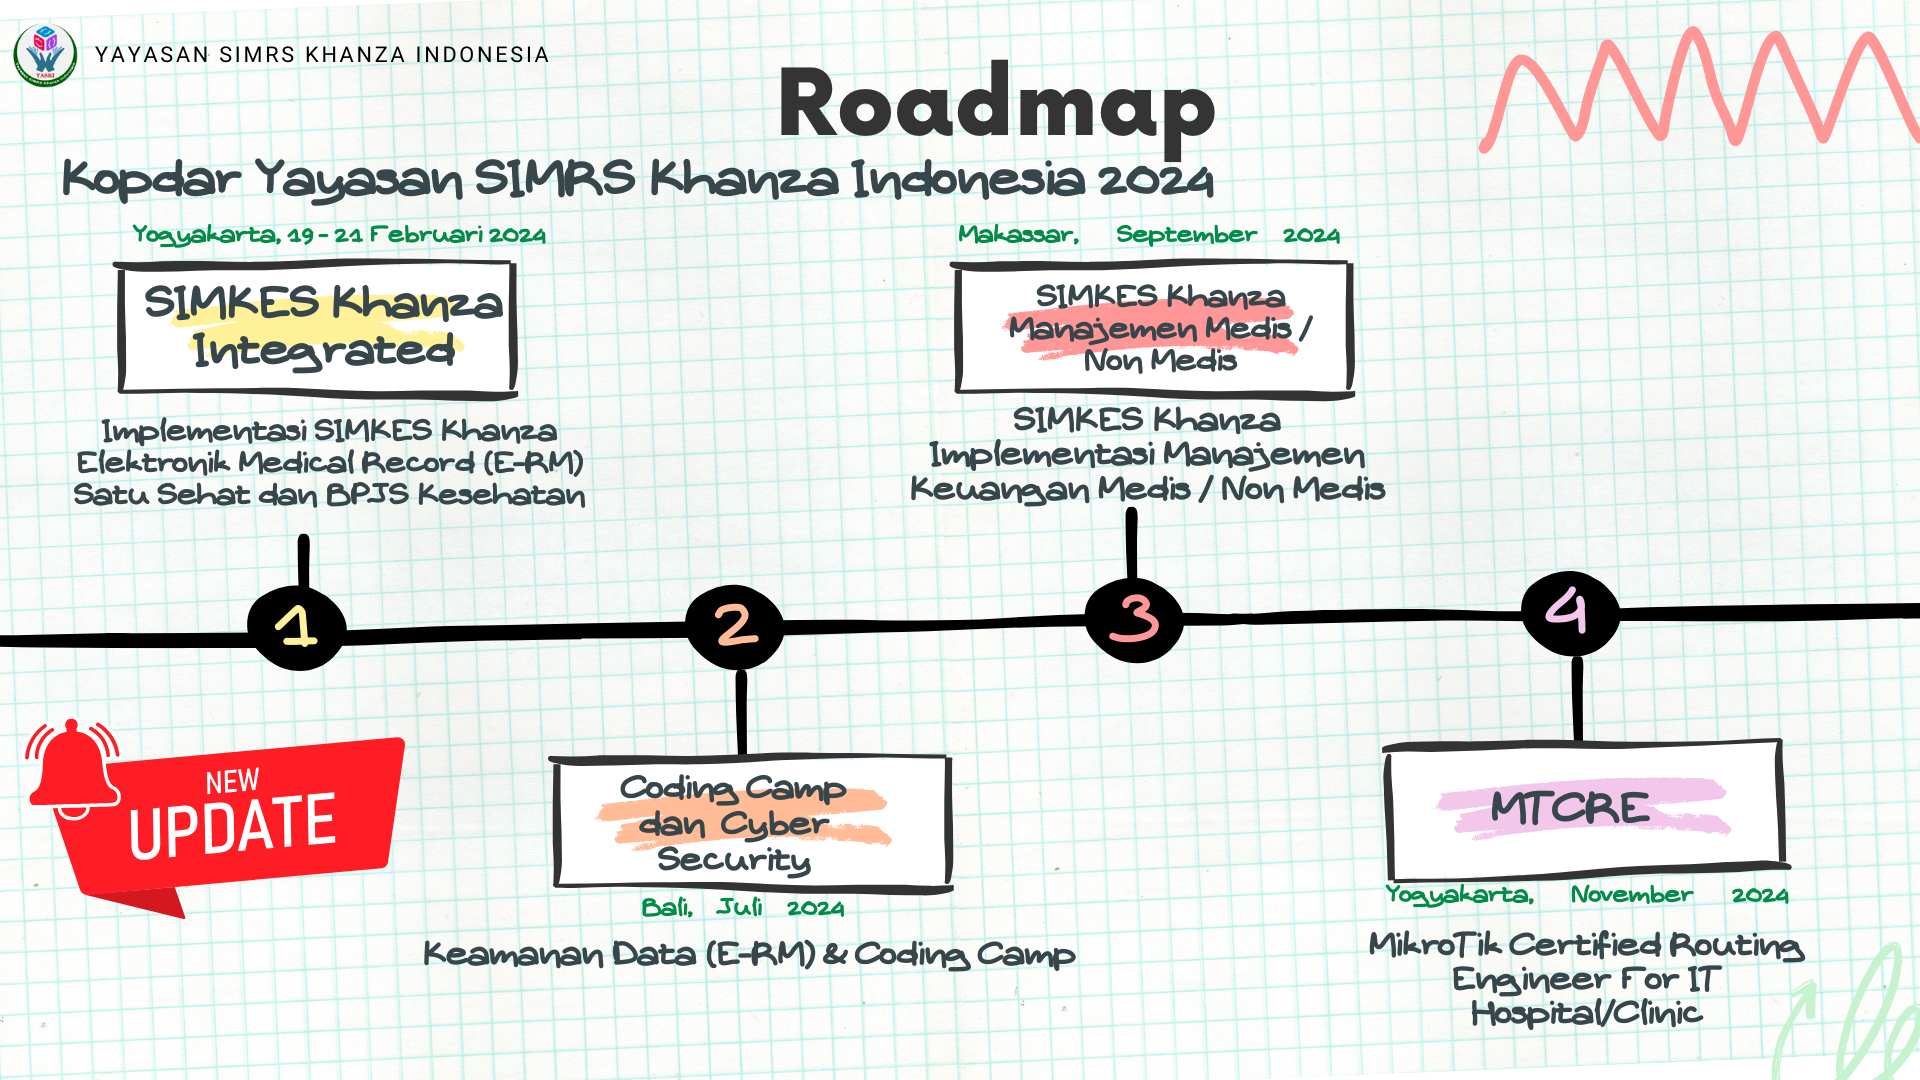 YASKI
YAYASAN SIMRS KHANZA INDONESIA
Roadmap
Kopdar Yayasan SIMRS Khanza Indonesia 2024
Yogyakarta, 19 - 21 Februari 2024
SIMKES Khanza
Integrated
Implementasi SIMKES Khanza
Elektronik Medical Record (E-RM)
Satu Sehat dan BPJS Kesehatan
Makassar, September 2024
SIMKES Khanza
Manajemen Medis /
Non Medis
SIMKES Khanza
Implementasi Manajemen
Keuangan Medis / Non Medis
1
2
3
4
NEW
UPDATE
Coding Camp
dan Cyber
Security
Bali, Juli 2024
Keamanan Data (E-RM) & Coding Camp
MTCRE
Yogyakarta, November 2024
MikroTik Certified Routing
Engineer For IT
Hospital/Clinic